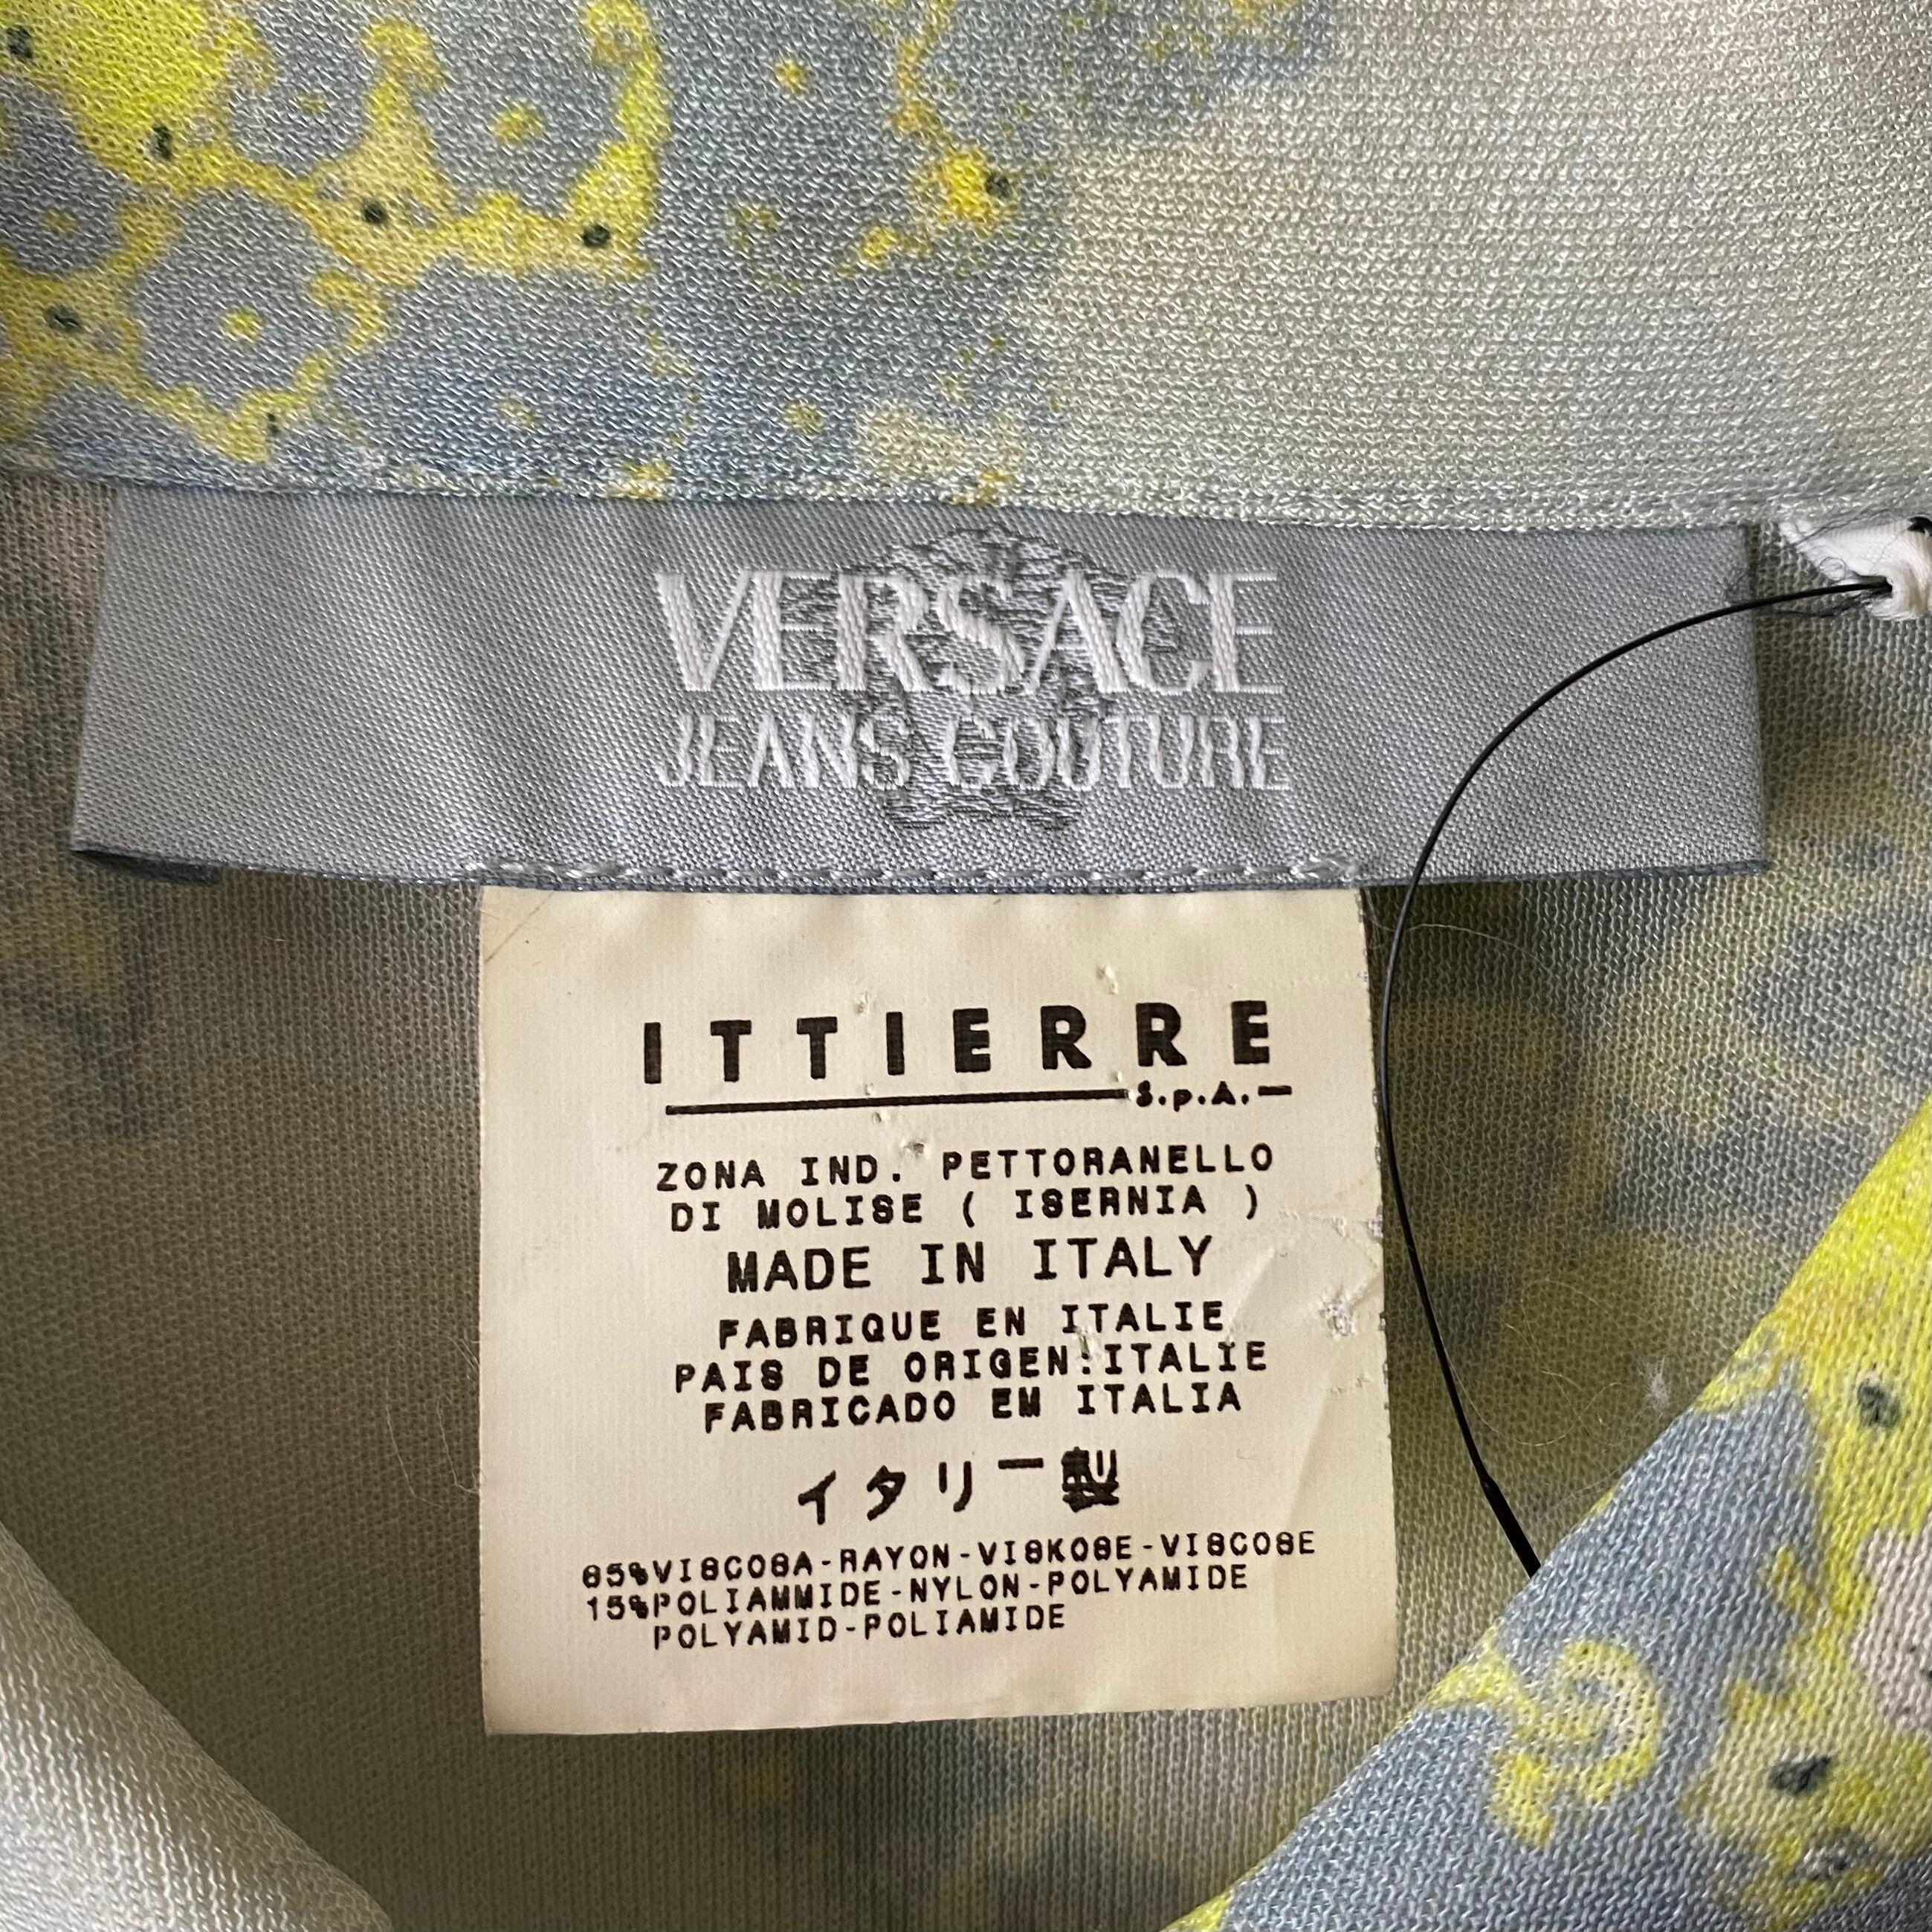 VERSACE
JEANS COUTURE
ITTIERRE
S.p.A.
ZONA IND. PETTORANELLO
DI MOLISE ( ISERNIA )
MADE IN ITALY
FABRIQUE EN ITALIE
PAIS DE ORIGEN:ITALIE
FABRICADO EM ITALIA
イタリー製
85%VISCOSA-RAYON-VISKOSE-VISCOSE
15%POLIAMMIDE-NYLON-POLYAMIDE
POLYAMID-POLIAMIDE